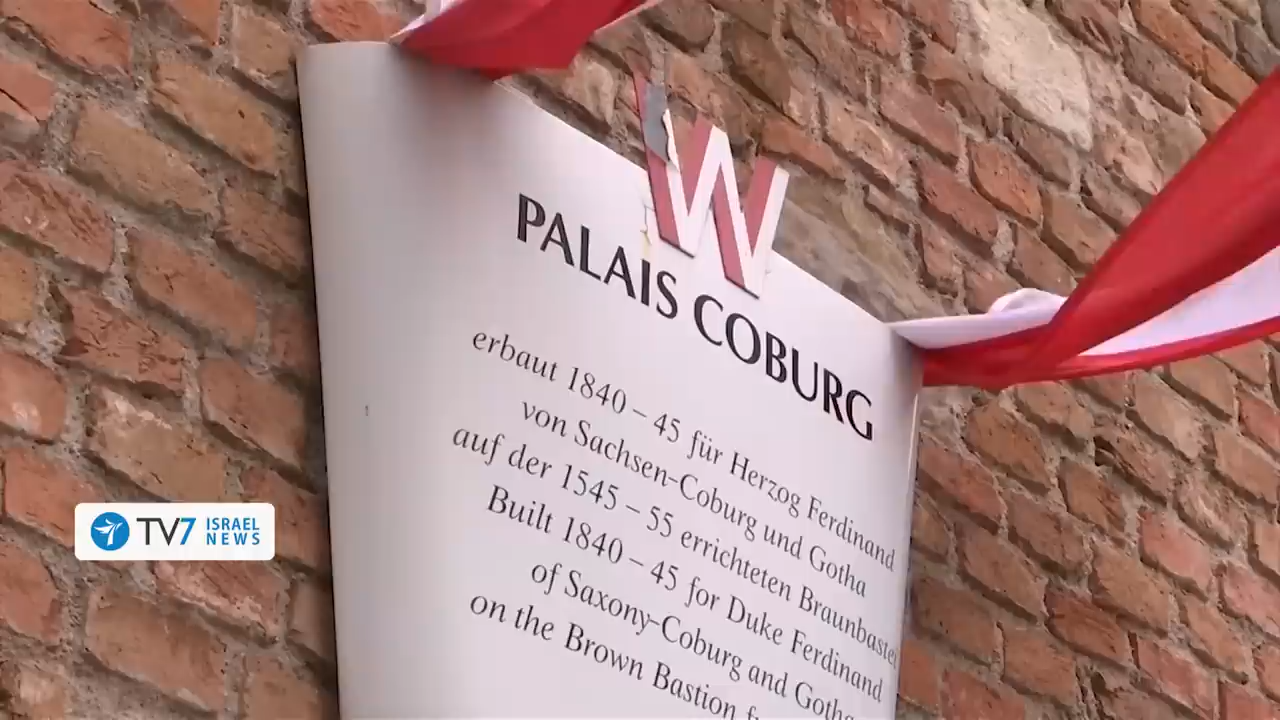 W
PALAIS COBURG
erbaut 1840 – 45 für Herzog Ferdinand
von Sachsen-Coburg und Gotha
auf der 1545 – 55 errichteten Braunbastei
Built 1840 – 45 for Duke Ferdinand
of Saxony-Coburg and Gotha
on the Brown Bastion
TV7 ISRAEL
NEWS